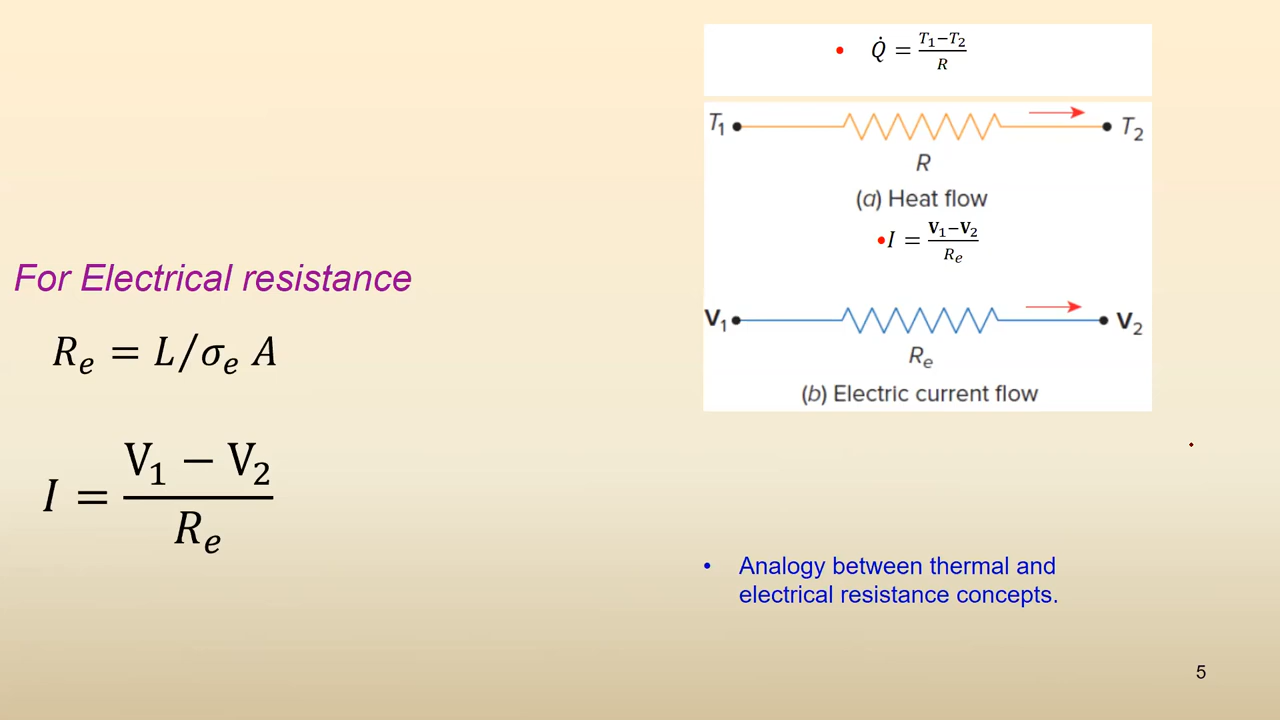 For Electrical resistance
Rₑ = L/σₑ A
I = (V₁ − V₂)/Rₑ
• Q̇ = (T₁−T₂)/R
T₁ T₂
R
(a) Heat flow
•I = (V₁−V₂)/Rₑ
V₁ V₂
Rₑ
(b) Electric current flow
• Analogy between thermal and
electrical resistance concepts.
5